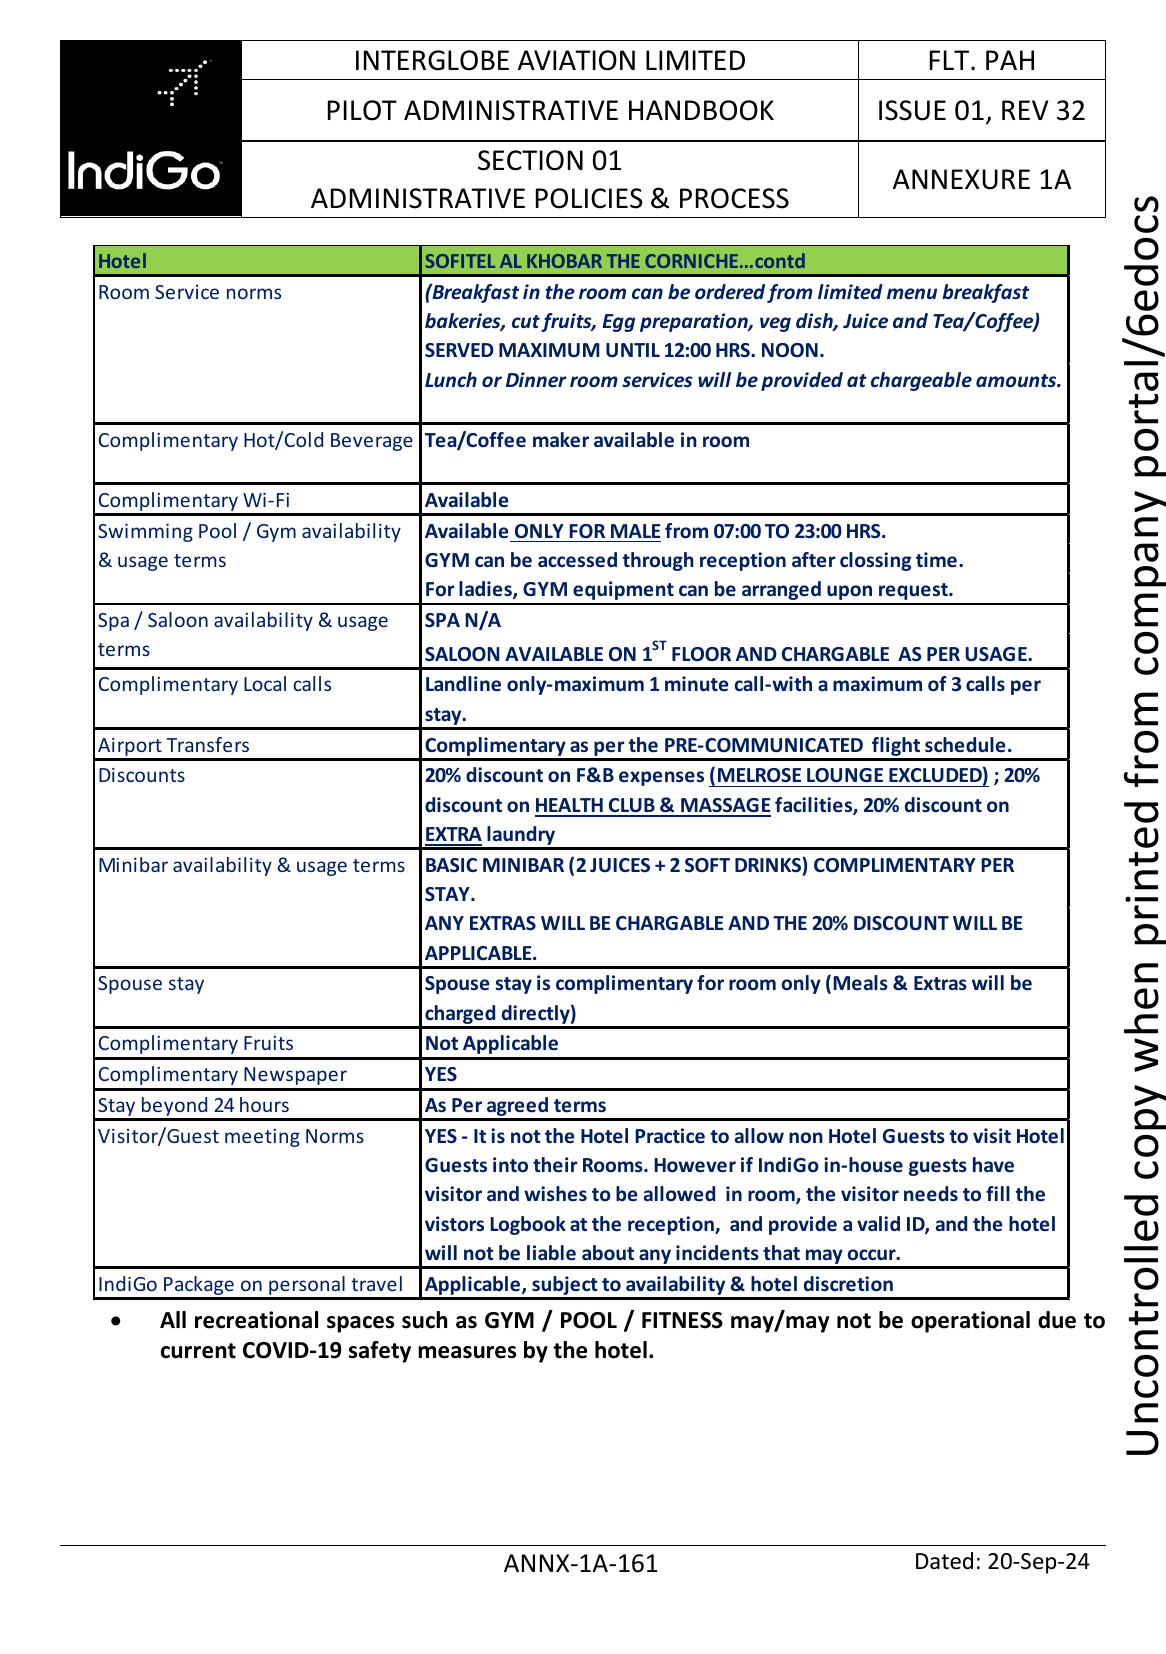 INTERGLOBE AVIATION LIMITED
FLT. PAH
PILOT ADMINISTRATIVE HANDBOOK
ISSUE 01, REV 32
IndiGo
SECTION 01
ADMINISTRATIVE POLICIES & PROCESS
ANNEXURE 1A
Hotel
SOFITEL AL KHOBAR THE CORNICHE...contd
Room Service norms
(Breakfast in the room can be ordered from limited menu breakfast
bakeries, cut fruits, Egg preparation, veg dish, Juice and Tea/Coffee)
SERVED MAXIMUM UNTIL 12:00 HRS. NOON.
Lunch or Dinner room services will be provided at chargeable amounts.
Complimentary Hot/Cold Beverage
Tea/Coffee maker available in room
Complimentary Wi-Fi
Available
Swimming Pool / Gym availability
& usage terms
Available ONLY FOR MALE from 07:00 TO 23:00 HRS.
GYM can be accessed through reception after clossing time.
For ladies, GYM equipment can be arranged upon request.
Spa / Saloon availability & usage
terms
SPA N/A
SALOON AVAILABLE ON 1ST FLOOR AND CHARGABLE AS PER USAGE.
Complimentary Local calls
Landline only-maximum 1 minute call-with a maximum of 3 calls per
stay.
Airport Transfers
Complimentary as per the PRE-COMMUNICATED flight schedule.
Discounts
20% discount on F&B expenses (MELROSE LOUNGE EXCLUDED) ; 20%
discount on HEALTH CLUB & MASSAGE facilities, 20% discount on
EXTRA laundry
Minibar availability & usage terms
BASIC MINIBAR (2 JUICES + 2 SOFT DRINKS) COMPLIMENTARY PER
STAY.
ANY EXTRAS WILL BE CHARGABLE AND THE 20% DISCOUNT WILL BE
APPLICABLE.
Spouse stay
Spouse stay is complimentary for room only (Meals & Extras will be
charged directly)
Complimentary Fruits
Not Applicable
Complimentary Newspaper
YES
Stay beyond 24 hours
As Per agreed terms
Visitor/Guest meeting Norms
YES - It is not the Hotel Practice to allow non Hotel Guests to visit Hotel
Guests into their Rooms. However if IndiGo in-house guests have
visitor and wishes to be allowed in room, the visitor needs to fill the
vistors Logbook at the reception, and provide a valid ID, and the hotel
will not be liable about any incidents that may occur.
IndiGo Package on personal travel
Applicable, subject to availability & hotel discretion
• All recreational spaces such as GYM / POOL / FITNESS may/may not be operational due to
current COVID-19 safety measures by the hotel.
ANNX-1A-161
Dated: 20-Sep-24
Uncontrolled copy when printed from company portal/6edocs